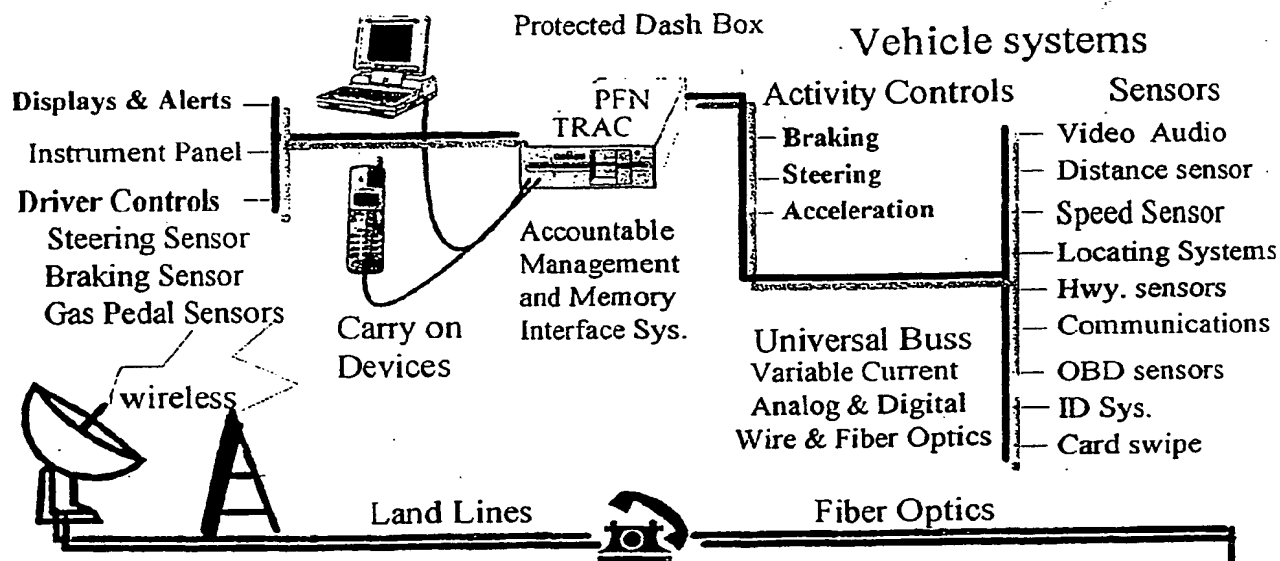 Protected Dash Box
Vehicle systems
Displays & Alerts
Instrument Panel
Driver Controls
Steering Sensor
Braking Sensor
Gas Pedal Sensors
wireless
Carry on
Devices
PFN
TRAC
Accountable
Management
and Memory
Interface Sys.
Activity Controls
Braking
Steering
Acceleration
Universal Buss
Variable Current
Analog & Digital
Wire & Fiber Optics
Sensors
Video Audio
Distance sensor
Speed Sensor
Locating Systems
Hwy. sensors
Communications
OBD sensors
ID Sys.
Card swipe
Land Lines
Fiber Optics